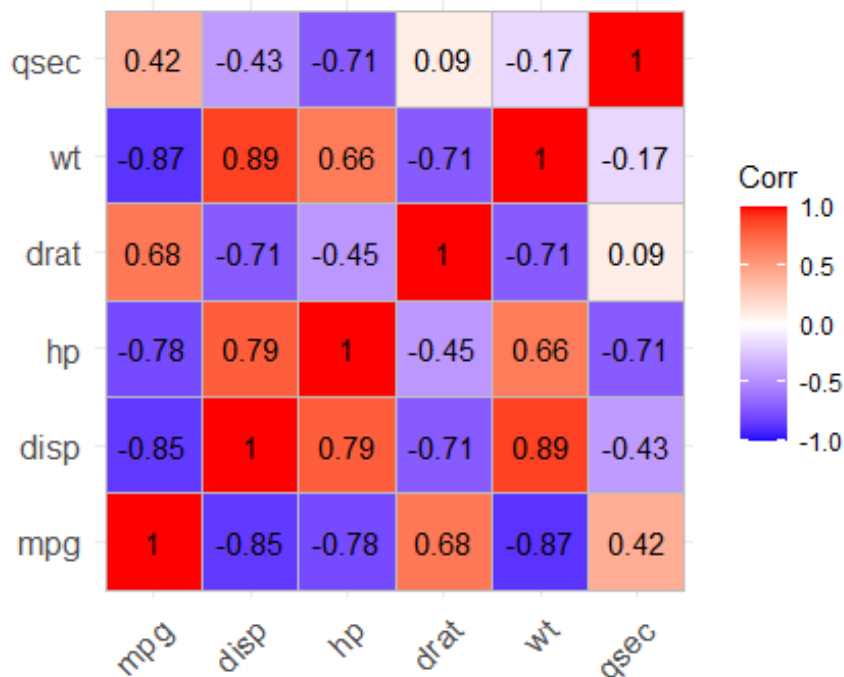 qsec 0.42 -0.43 -0.71 0.09 -0.17 1
wt -0.87 0.89 0.66 -0.71 1 -0.17
drat 0.68 -0.71 -0.45 1 -0.71 0.09
hp -0.78 0.79 1 -0.45 0.66 -0.71
disp -0.85 1 0.79 -0.71 0.89 -0.43
mpg 1 -0.85 -0.78 0.68 -0.87 0.42
mpg disp hp drat wt qsec
Corr
1.0
0.5
0.0
-0.5
-1.0